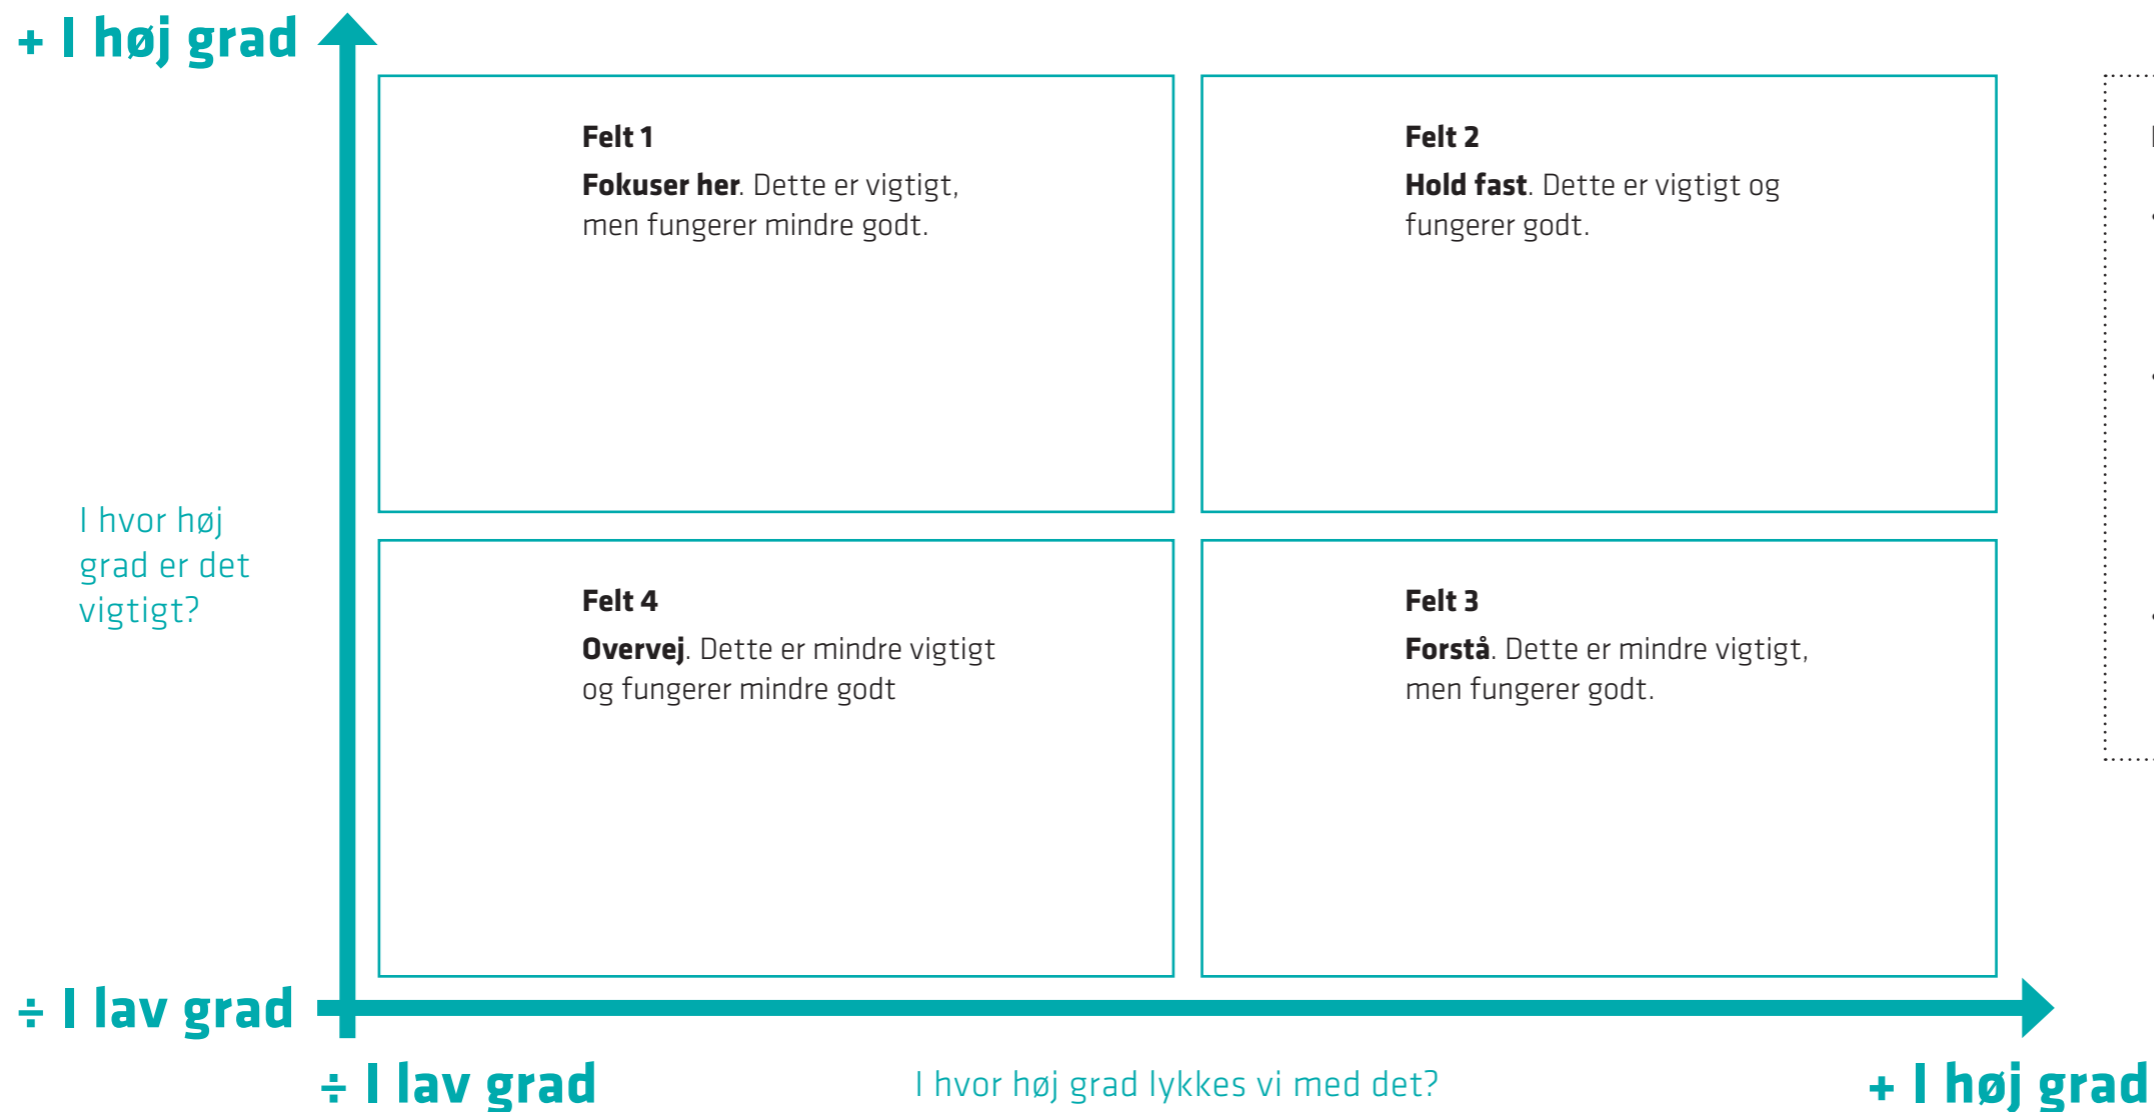 + I høj grad
Felt 1
Fokuser her. Dette er vigtigt,
men fungerer mindre godt.
Felt 2
Hold fast. Dette er vigtigt og
fungerer godt.
I hvor høj
grad er det
vigtigt?
Felt 4
Overvej. Dette er mindre vigtigt
og fungerer mindre godt
Felt 3
Forstå. Dette er mindre vigtigt,
men fungerer godt.
÷ I lav grad
÷ I lav grad
I hvor høj grad lykkes vi med det?
+ I høj grad